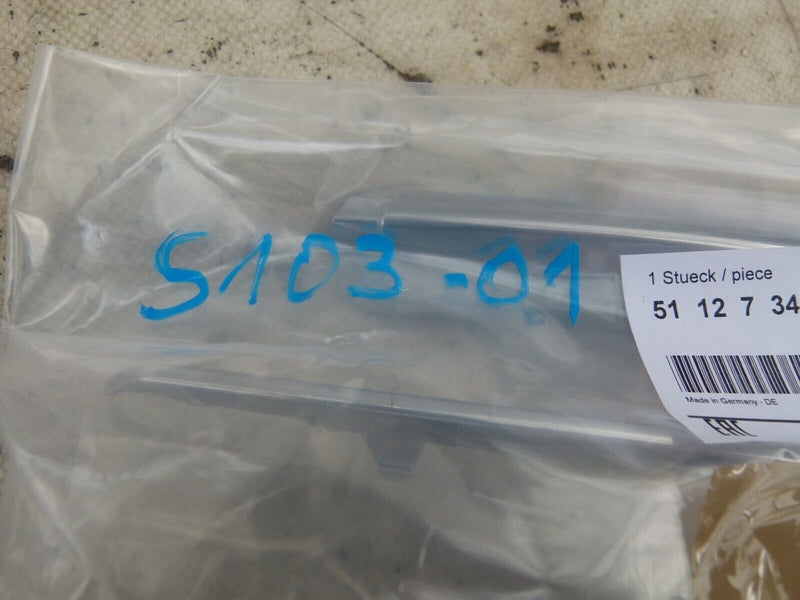 S103-01
1 Stueck / piece
51 12 7 34
Made in Germany - DE
EAC